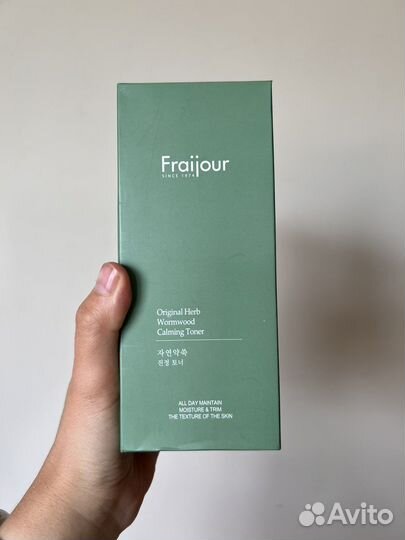 Fraijour
SINCE 1974
Original Herb
Wormwood
Calming Toner
자연약쑥
진정 토너
ALL DAY MAINTAIN
MOISTURE & TRIM
THE TEXTURE OF THE SKIN
Avito